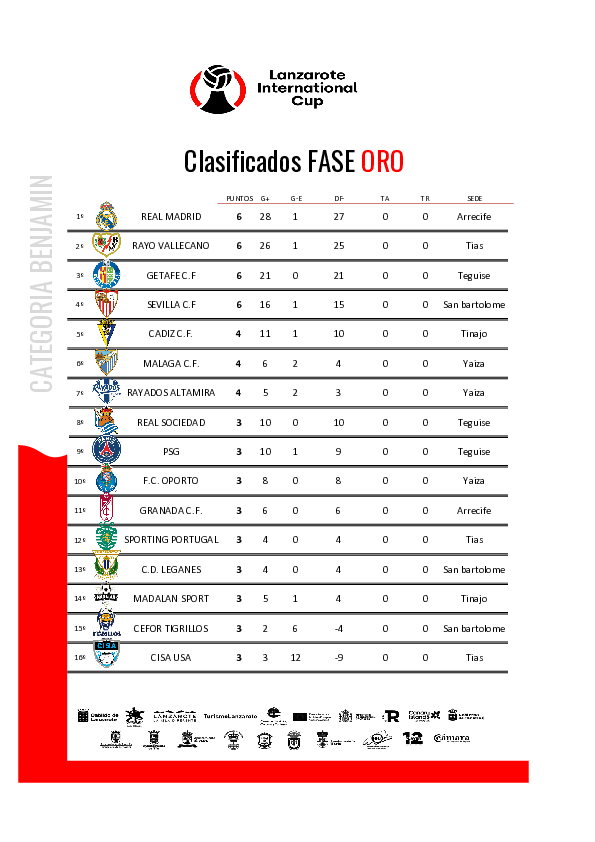 Lanzarote
International
Cup
Clasificados FASE ORO
CATEGORIA BENJAMIN
PUNTOS G+ G-E DF- TA TR SEDE
1º REAL MADRID 6 28 1 27 0 0 Arrecife
2º RAYO VALLECANO 6 26 1 25 0 0 Tias
3º GETAFE C.F 6 21 0 21 0 0 Teguise
4º SEVILLA C.F 6 16 1 15 0 0 San bartolome
5º CADIZ C.F. 4 11 1 10 0 0 Tinajo
6º MALAGA C.F. 4 6 2 4 0 0 Yaiza
7º RAYADOS ALTAMIRA 4 5 2 3 0 0 Yaiza
8º REAL SOCIEDAD 3 10 0 10 0 0 Teguise
9º PSG 3 10 1 9 0 0 Teguise
10º F.C. OPORTO 3 8 0 8 0 0 Yaiza
11º GRANADA C.F. 3 6 0 6 0 0 Arrecife
12º SPORTING PORTUGAL 3 4 0 4 0 0 Tias
13º C.D. LEGANES 3 4 0 4 0 0 San bartolome
14º MADALAN SPORT 3 5 1 4 0 0 Tinajo
15º CEFOR TIGRILLOS 3 2 6 -4 0 0 San bartolome
16º CISA USA 3 3 12 -9 0 0 Tias
Cabildo de
Lanzarote
LANZAROTE
TurismoLanzarote
R
Canary
Islands
12
Cámara